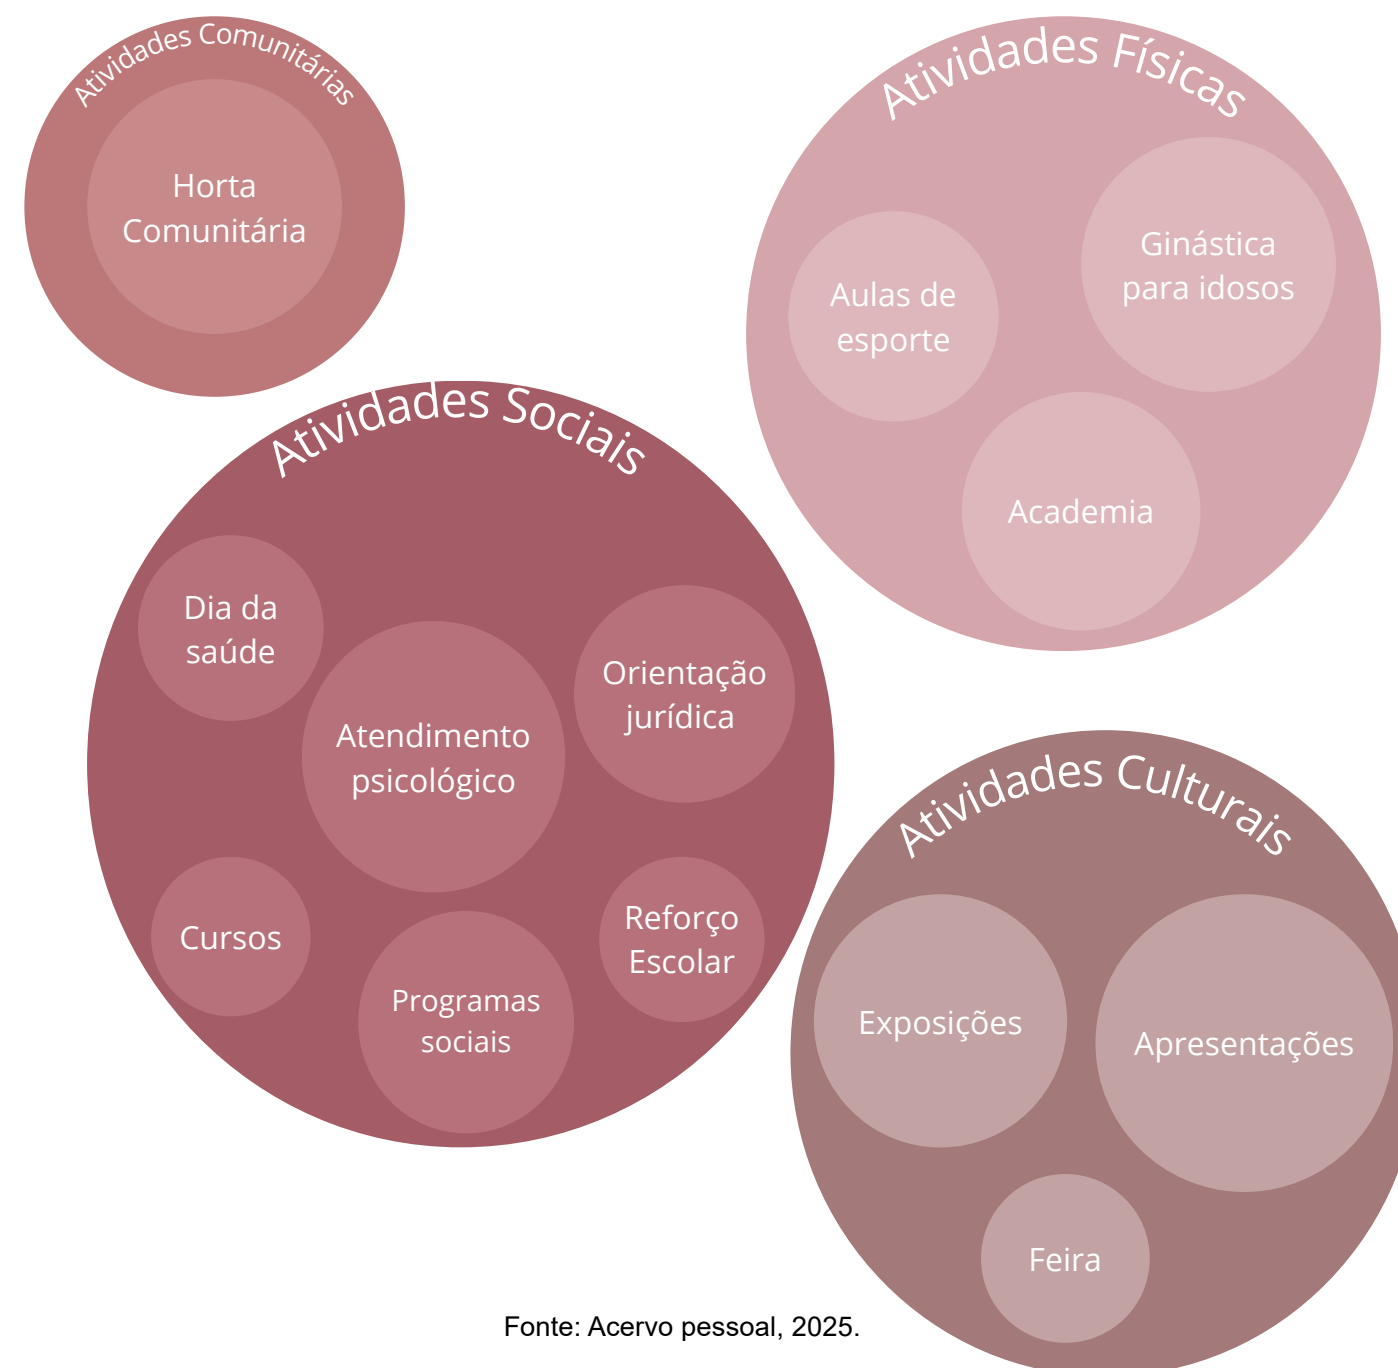 Atividades Comunitárias
Horta
Comunitária
Atividades Físicas
Aulas de
esporte
Ginástica
para idosos
Academia
Atividades Sociais
Dia da
saúde
Atendimento
psicológico
Orientação
jurídica
Cursos
Programas
sociais
Reforço
Escolar
Atividades Culturais
Exposições
Apresentações
Feira
Fonte: Acervo pessoal, 2025.